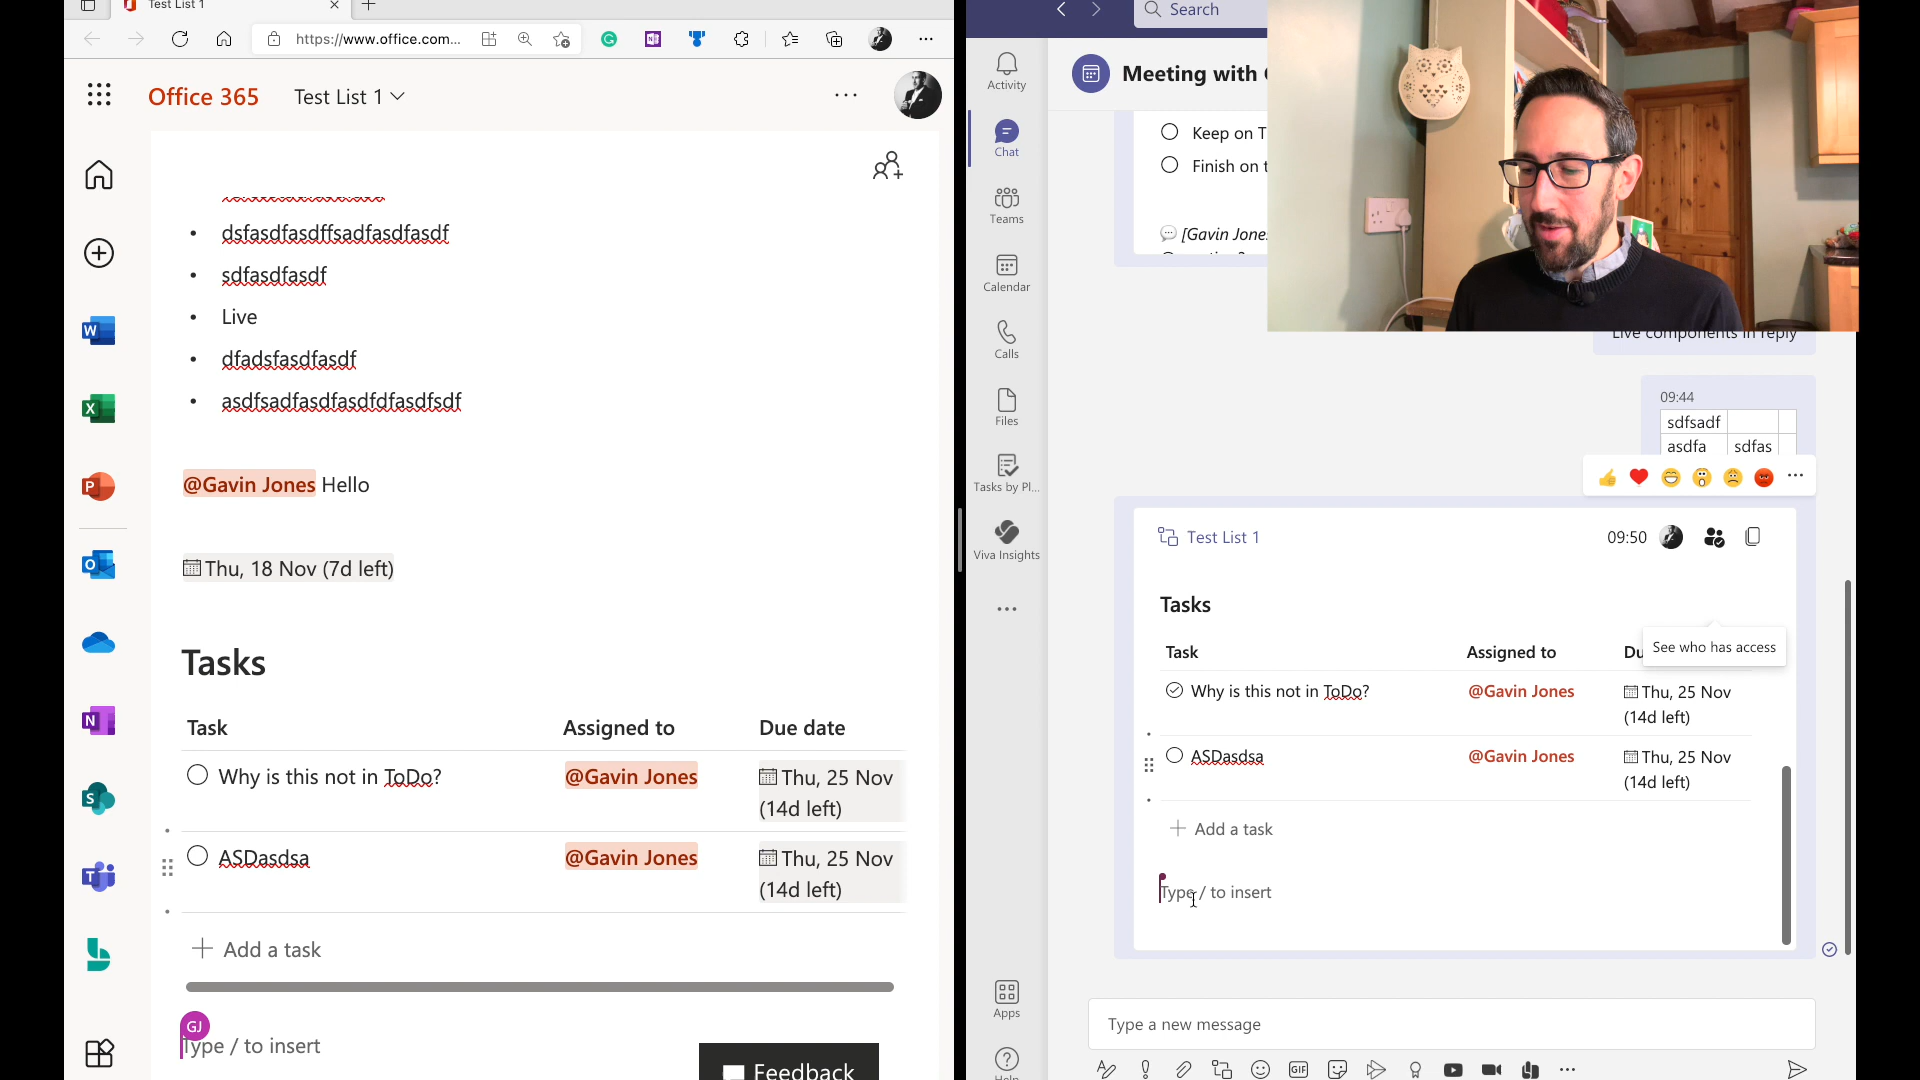 Test List 1
https://www.office.com...
Office 365
Test List 1
dsfasdfasdffsadfasdfasdf
sdfasdfasdf
Live
dfadsfasdfasdf
asdfsadfasdfasdfdfasdfsdf
@Gavin Jones Hello
Thu, 18 Nov (7d left)
Tasks
Task Assigned to Due date
Why is this not in ToDo? @Gavin Jones Thu, 25 Nov
(14d left)
ASDasdsa @Gavin Jones Thu, 25 Nov
(14d left)
Add a task
GJ
Type / to insert
Feedback
Search
Activity
Chat
Teams
Calendar
Calls
Files
Tasks by Pl...
Viva Insights
Apps
Help
Meeting with
Keep on T
Finish on t
[Gavin Jone
Live components in reply
09:44
sdfsadf
asdfa sdfas
Test List 1 09:50
Tasks
See who has access
Task Assigned to Du
Why is this not in ToDo? @Gavin Jones Thu, 25 Nov
(14d left)
ASDasdsa @Gavin Jones Thu, 25 Nov
(14d left)
Add a task
Type / to insert
Type a new message
GIF